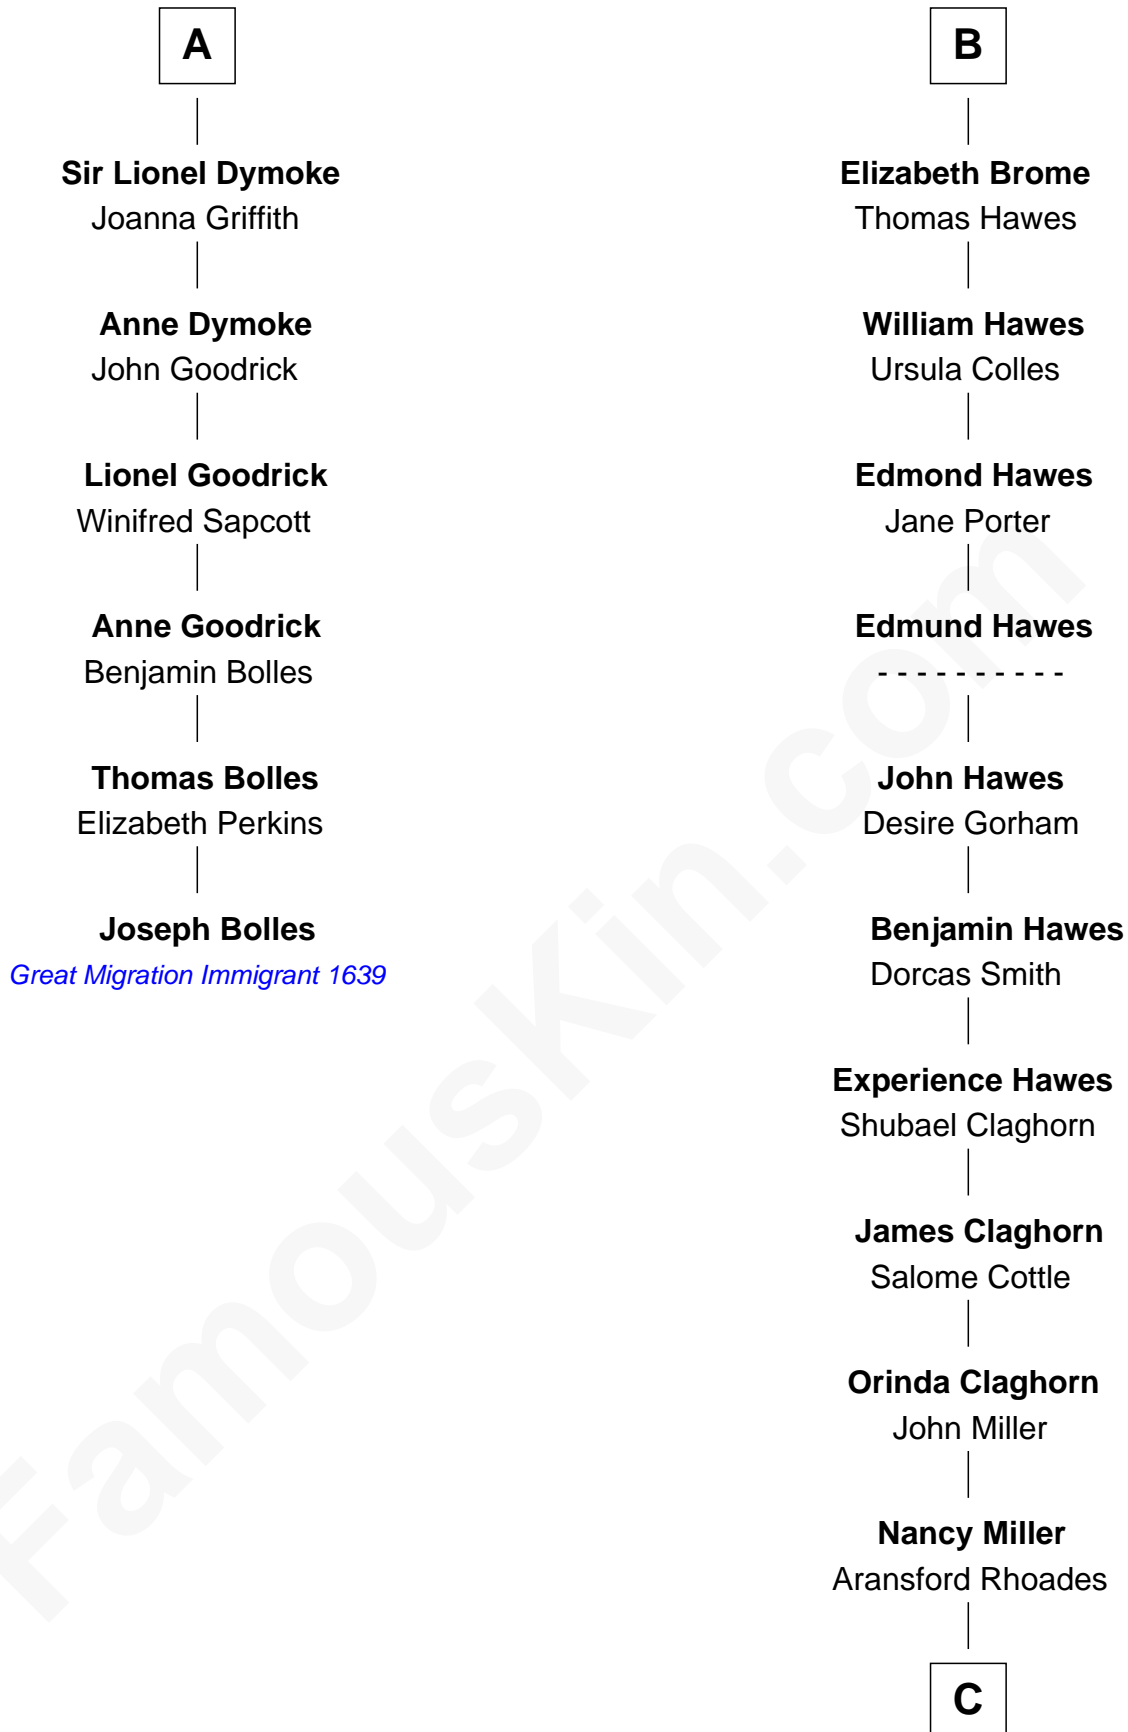 A
Sir Lionel Dymoke
Joanna Griffith
Anne Dymoke
John Goodrick
Lionel Goodrick
Winifred Sapcott
Anne Goodrick
Benjamin Bolles
Thomas Bolles
Elizabeth Perkins
Joseph Bolles
Great Migration Immigrant 1639
B
Elizabeth Brome
Thomas Hawes
William Hawes
Ursula Colles
Edmond Hawes
Jane Porter
Edmund Hawes
- - - - - - - - - -
John Hawes
Desire Gorham
Benjamin Hawes
Dorcas Smith
Experience Hawes
Shubael Claghorn
James Claghorn
Salome Cottle
Orinda Claghorn
John Miller
Nancy Miller
Aransford Rhoades
C
FamousKin.com